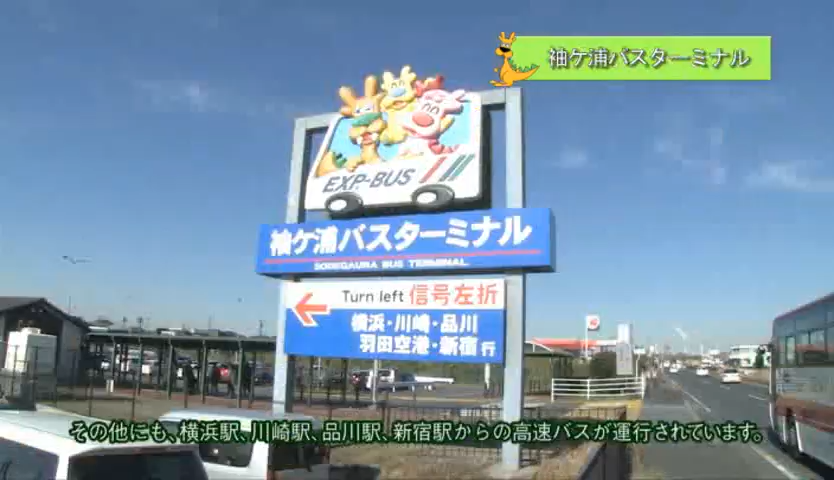 袖ケ浦バスターミナル
EXP.-BUS
袖ケ浦バスターミナル
SODEGAURA BUS TERMINAL
Turn left 信号左折
横浜・川崎・品川
羽田空港・新宿行
その他にも、横浜駅、川崎駅、品川駅、新宿駅からの高速バスが運行されています。